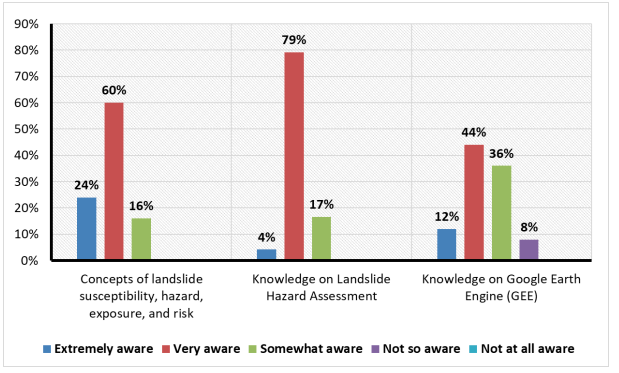 90%
80%
70%
60%
50%
40%
30%
20%
10%
0%
24%
60%
16%
4%
79%
17%
12%
44%
36%
8%
Concepts of landslide
susceptibility, hazard,
exposure, and risk
Knowledge on Landslide
Hazard Assessment
Knowledge on Google Earth
Engine (GEE)
Extremely aware Very aware Somewhat aware Not so aware Not at all aware